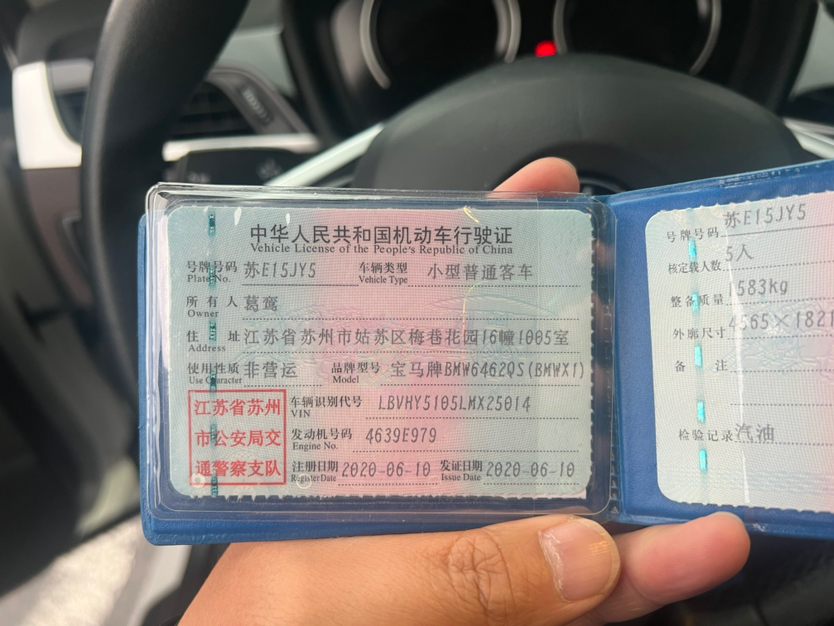 中华人民共和国机动车行驶证
Vehicle License of the People's Republic of China
号牌号码 苏E15JY5 车辆类型 小型普通客车
Plate No. Vehicle Type
所有人 葛鸾
Owner
住址 江苏省苏州市姑苏区梅巷花园16幢1005室
Address
使用性质 非营运 品牌型号 宝马牌BMW6462QS(BMWX1)
Use Character Model
江苏省苏州
市公安局交
通警察支队
车辆识别代号 LBVHY5105LMX25014
VIN
发动机号码 4639E979
Engine No.
注册日期 2020-06-10 发证日期 2020-06-10
Register Date Issue Date
号牌号码 苏E15JY5
核定载人数 5人
整备质量 1583kg
外廓尺寸 4565×1821
备注
检验记录 汽油